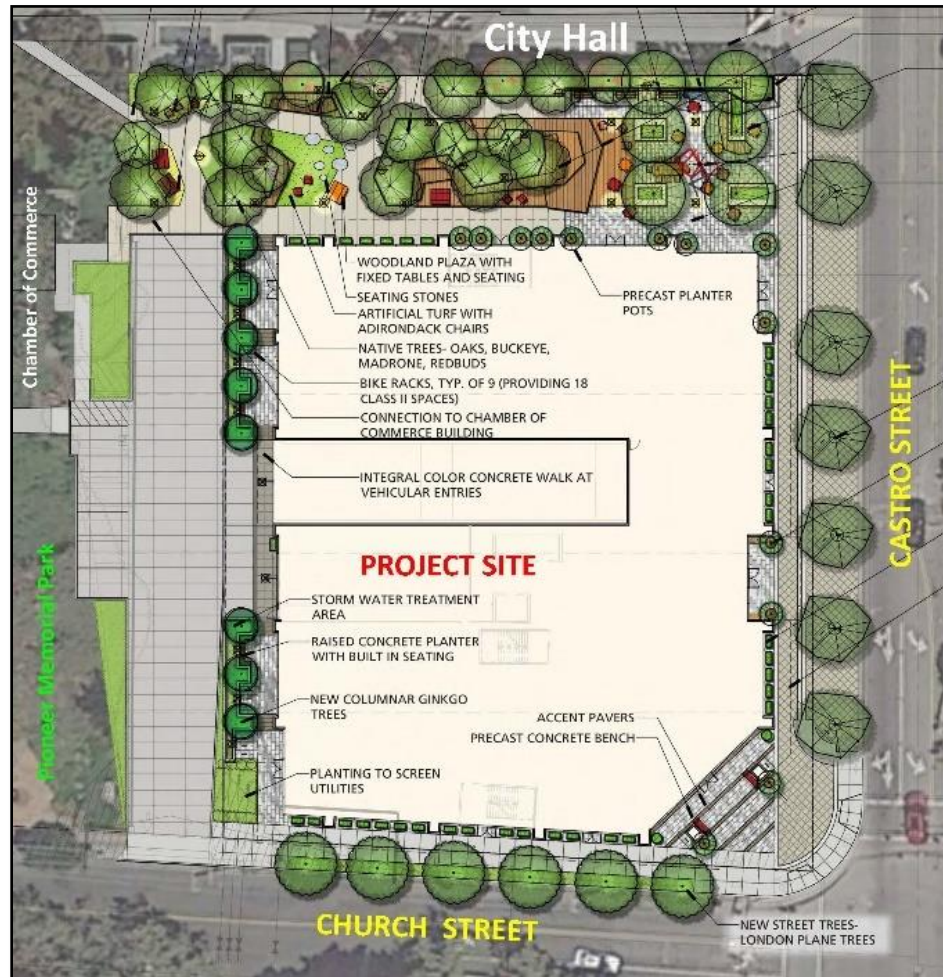 City Hall
Chamber of Commerce
WOODLAND PLAZA WITH
FIXED TABLES AND SEATING
SEATING STONES
ARTIFICIAL TURF WITH
ADIRONDACK CHAIRS
NATIVE TREES- OAKS, BUCKEYE,
MADRONE, REDBUDS
BIKE RACKS, TYP. OF 9 (PROVIDING 18
CLASS II SPACES)
CONNECTION TO CHAMBER OF
COMMERCE BUILDING
INTEGRAL COLOR CONCRETE WALK AT
VEHICULAR ENTRIES
PRECAST PLANTER
POTS
CASTRO STREET
PROJECT SITE
Pioneer Memorial Park
STORM WATER TREATMENT
AREA
RAISED CONCRETE PLANTER
WITH BUILT IN SEATING
NEW COLUMNAR GINKGO
TREES
ACCENT PAVERS
PRECAST CONCRETE BENCH
PLANTING TO SCREEN
UTILITIES
CHURCH STREET
NEW STREET TREES-
LONDON PLANE TREES